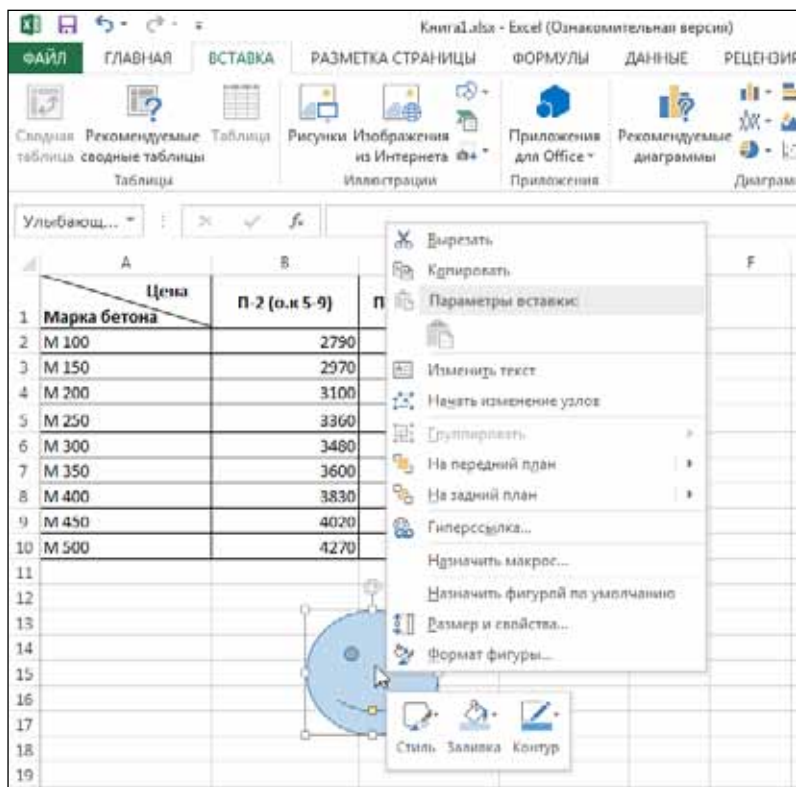 Книга1.xlsx - Excel (Ознакомительная версия)
ФАЙЛ ГЛАВНАЯ ВСТАВКА РАЗМЕТКА СТРАНИЦЫ ФОРМУЛЫ ДАННЫЕ РЕЦЕНЗИР
Сводная таблица
Рекомендуемые сводные таблицы
Таблица
Рисунки
Изображения из Интернета
Приложения для Office
Рекомендуемые диаграммы
Таблицы Иллюстрации Приложения Диаграм
Улыбающ... fx
A B F
Цена
1 Марка бетона П-2 (о.к 5-9) П
2 М 100 2790
3 М 150 2970
4 М 200 3100
5 М 250 3360
6 М 300 3480
7 М 350 3600
8 М 400 3830
9 М 450 4020
10 М 500 4270
11
12
13
14
15
16
17
18
19
Вырезать
Копировать
Параметры вставки:
Изменить текст
Начать изменение узлов
Группировать
На передний план
На задний план
Гиперссылка...
Назначить макрос...
Назначить фигурой по умолчанию
Размер и свойства...
Формат фигуры...
Стиль Заливка Контур